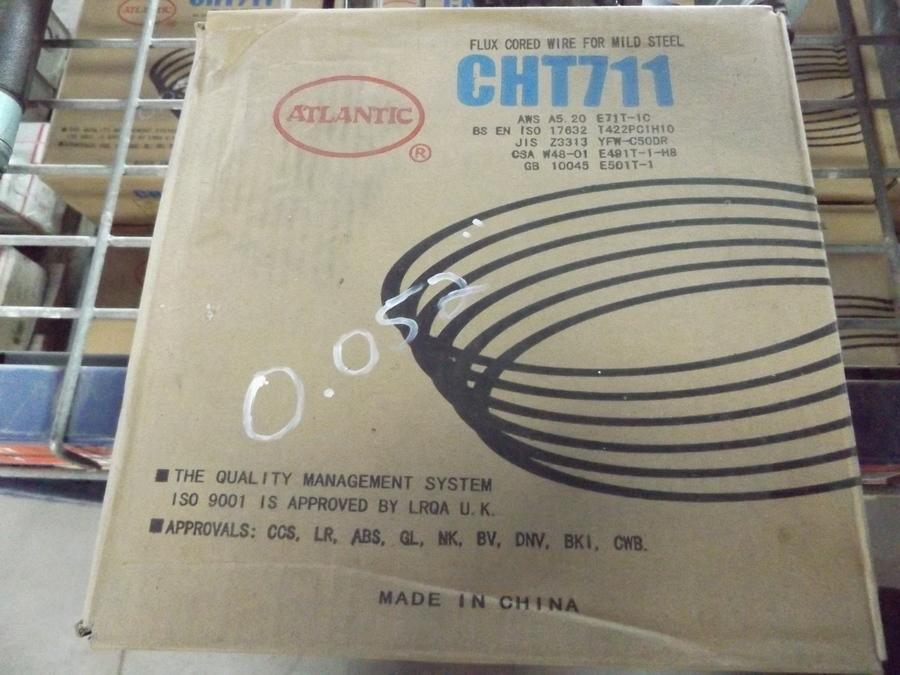 FLUX CORED WIRE FOR MILD STEEL
CHT711
ATLANTIC
®
AWS A5.20 E71T-1C
BS EN ISO 17632 T422PC1H10
JIS Z3313 YFW-C50DR
CSA W48-01 E491T-1-H8
GB 10045 E501T-1
0.052"
■ THE QUALITY MANAGEMENT SYSTEM
ISO 9001 IS APPROVED BY LRQA U.K.
■ APPROVALS: CCS, LR, ABS, GL, NK, BV, DNV, BKI, CWB.
MADE IN CHINA
ATLANTIC
CHT711